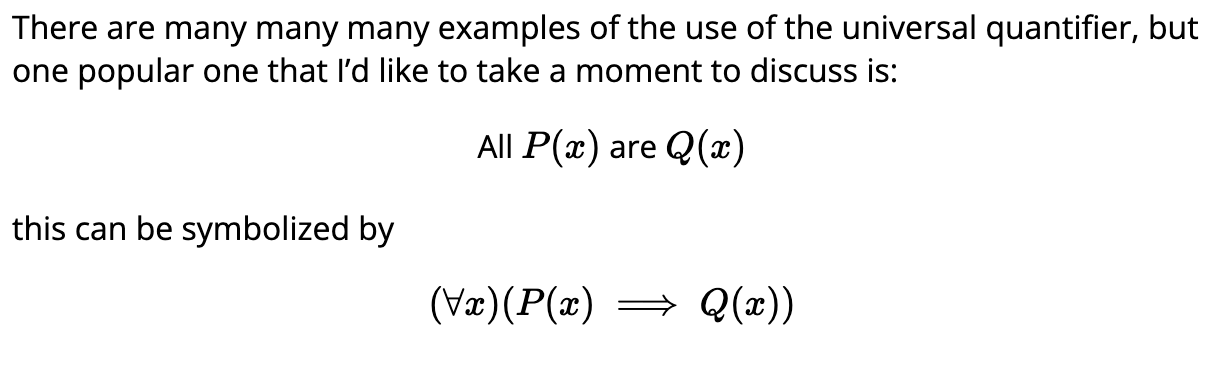 There are many many many examples of the use of the universal quantifier, but
one popular one that I'd like to take a moment to discuss is:
All P(x) are Q(x)
this can be symbolized by
(∀x)(P(x) ⟹ Q(x))